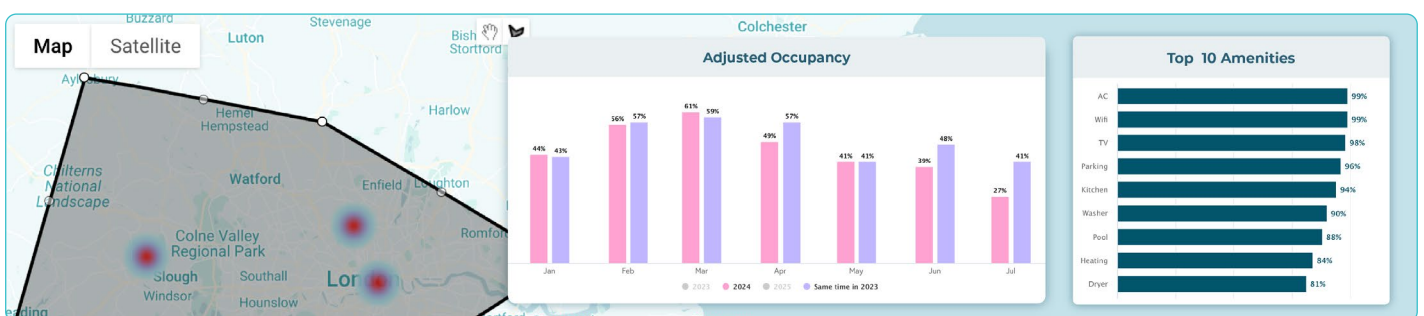 Buzzard
Stevenage
Colchester
Map
Satellite
Luton
Bish
Stortford
Adjusted Occupancy
Top 10 Amenities
Aylesbury
Hemel
Hempstead
Harlow
Chilterns
National
Landscape
Watford
Enfield
Loughton
Colne Valley
Regional Park
Romfor
Slough
Southall
London
Windsor
Hounslow
eading
44%
43%
56%
57%
61%
59%
49%
57%
41%
41%
39%
48%
27%
41%
Jan
Feb
Mar
Apr
May
Jun
Jul
2023
2024
2025
Same time in 2023
AC 99%
Wifi 99%
TV 98%
Parking 96%
Kitchen 94%
Washer 90%
Pool 88%
Heating 84%
Dryer 81%